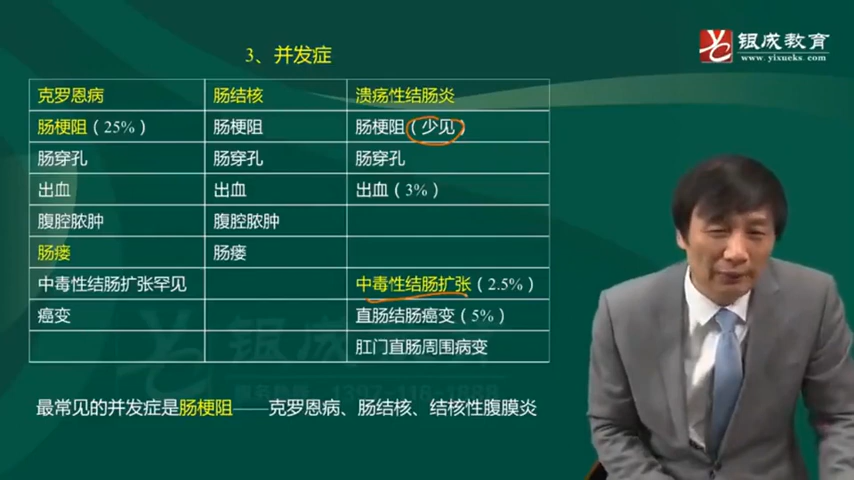 3、并发症
银成教育
www.yixueks.com
克罗恩病 肠结核 溃疡性结肠炎
肠梗阻（25%） 肠梗阻 肠梗阻（少见）
肠穿孔 肠穿孔 肠穿孔
出血 出血 出血（3%）
腹腔脓肿 腹腔脓肿
肠瘘 肠瘘
中毒性结肠扩张罕见 中毒性结肠扩张（2.5%）
癌变 直肠结肠癌变（5%）
肛门直肠周围病变
最常见的并发症是肠梗阻——克罗恩病、肠结核、结核性腹膜炎